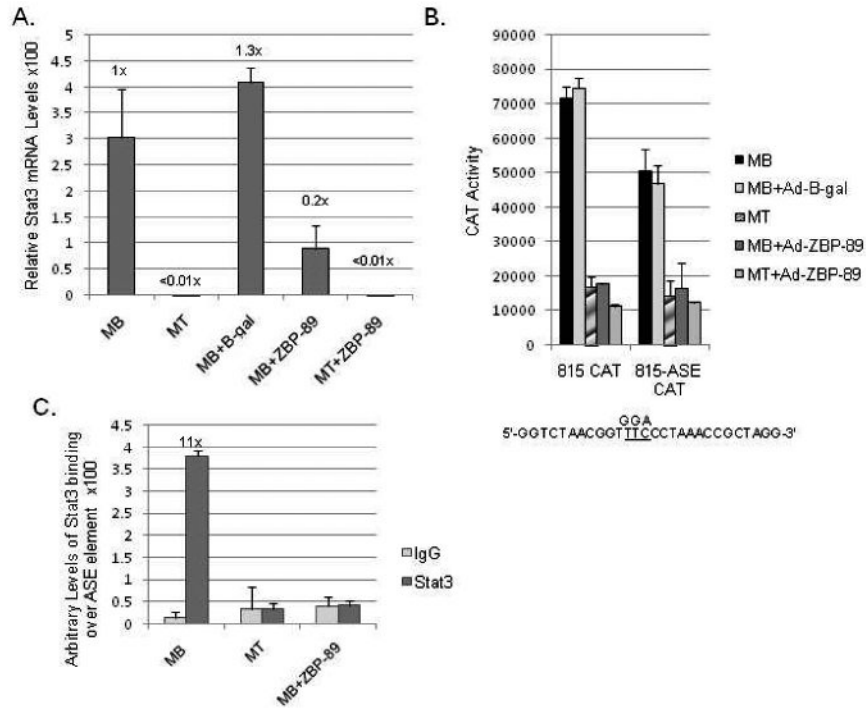 A.
Relative Stat3 mRNA Levels x100
5
4.5
4
3.5
3
2.5
2
1.5
1
0.5
0
1x
<0.01x
1.3x
0.2x
<0.01x
MB
MT
MB+B-gal
MB+ZBP-89
MT+ZBP-89
B.
CAT Activity
90000
80000
70000
60000
50000
40000
30000
20000
10000
0
815 CAT
815-ASE
CAT
MB
MB+Ad-B-gal
MT
MB+Ad-ZBP-89
MT+Ad-ZBP-89
GGA
5'-GGTCTAACGGTTTCCCTAAACCGCTAGG-3'
C.
Arbitrary Levels of Stat3 binding
over ASE element x100
4.5
4
3.5
3
2.5
2
1.5
1
0.5
0
11x
MB
MT
MB+ZBP-89
IgG
Stat3